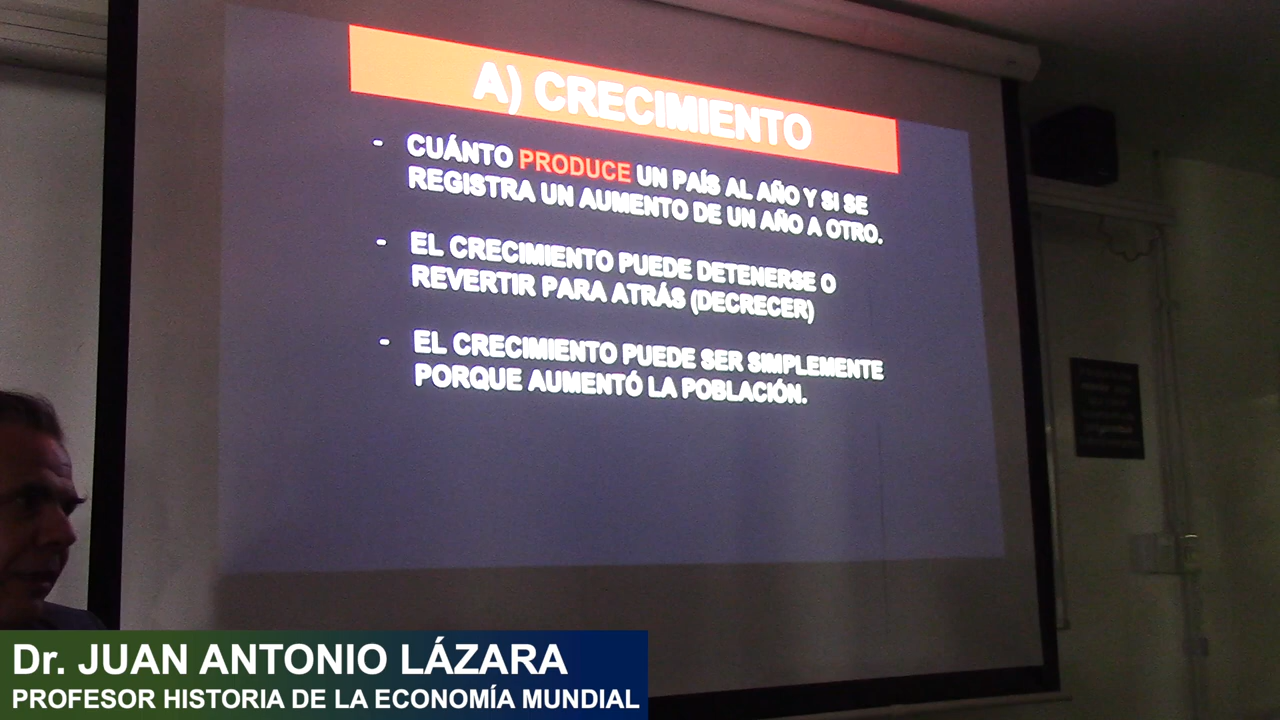 A) CRECIMIENTO
- CUÁNTO PRODUCE UN PAÍS AL AÑO Y SI SE
REGISTRA UN AUMENTO DE UN AÑO A OTRO.
- EL CRECIMIENTO PUEDE DETENERSE O
REVERTIR PARA ATRÁS (DECRECER)
- EL CRECIMIENTO PUEDE SER SIMPLEMENTE
PORQUE AUMENTÓ LA POBLACIÓN.
Dr. JUAN ANTONIO LÁZARA
PROFESOR HISTORIA DE LA ECONOMÍA MUNDIAL